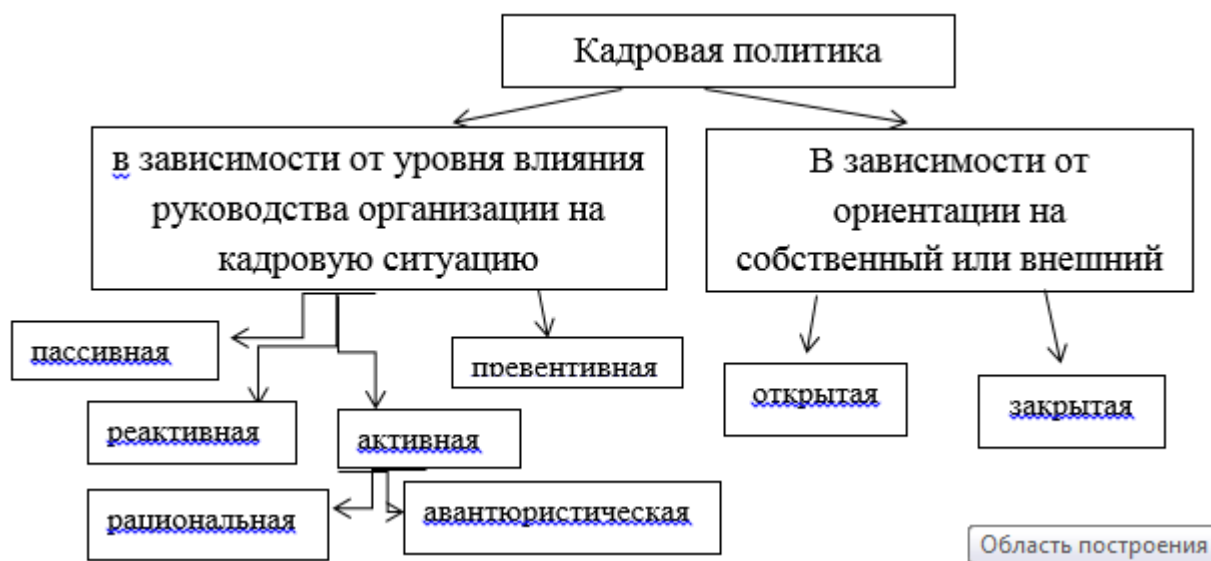 Кадровая политика
в зависимости от уровня влияния
руководства организации на
кадровую ситуацию
В зависимости от
ориентации на
собственный или внешний
пассивная
превентивная
открытая
закрытая
реактивная
активная
рациональная
авантюристическая
Область построения